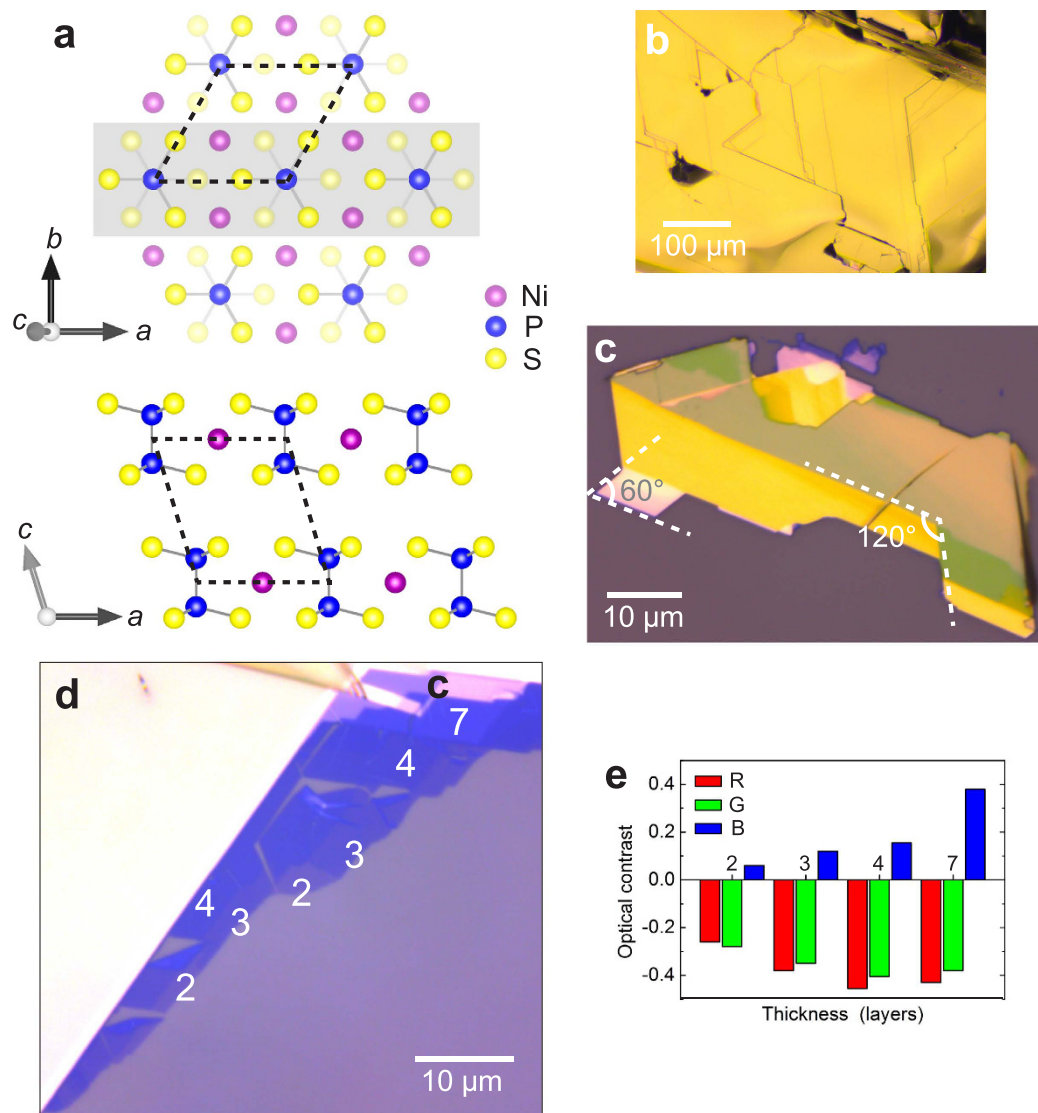 a
b
c
a
Ni
P
S
c
a
b
100 µm
c
60°
120°
10 µm
d
c
7
4
3
2
4
3
2
10 µm
e
R
G
B
0.4
0.2
0.0
-0.2
-0.4
2 3 4 7
Optical contrast
Thickness (layers)